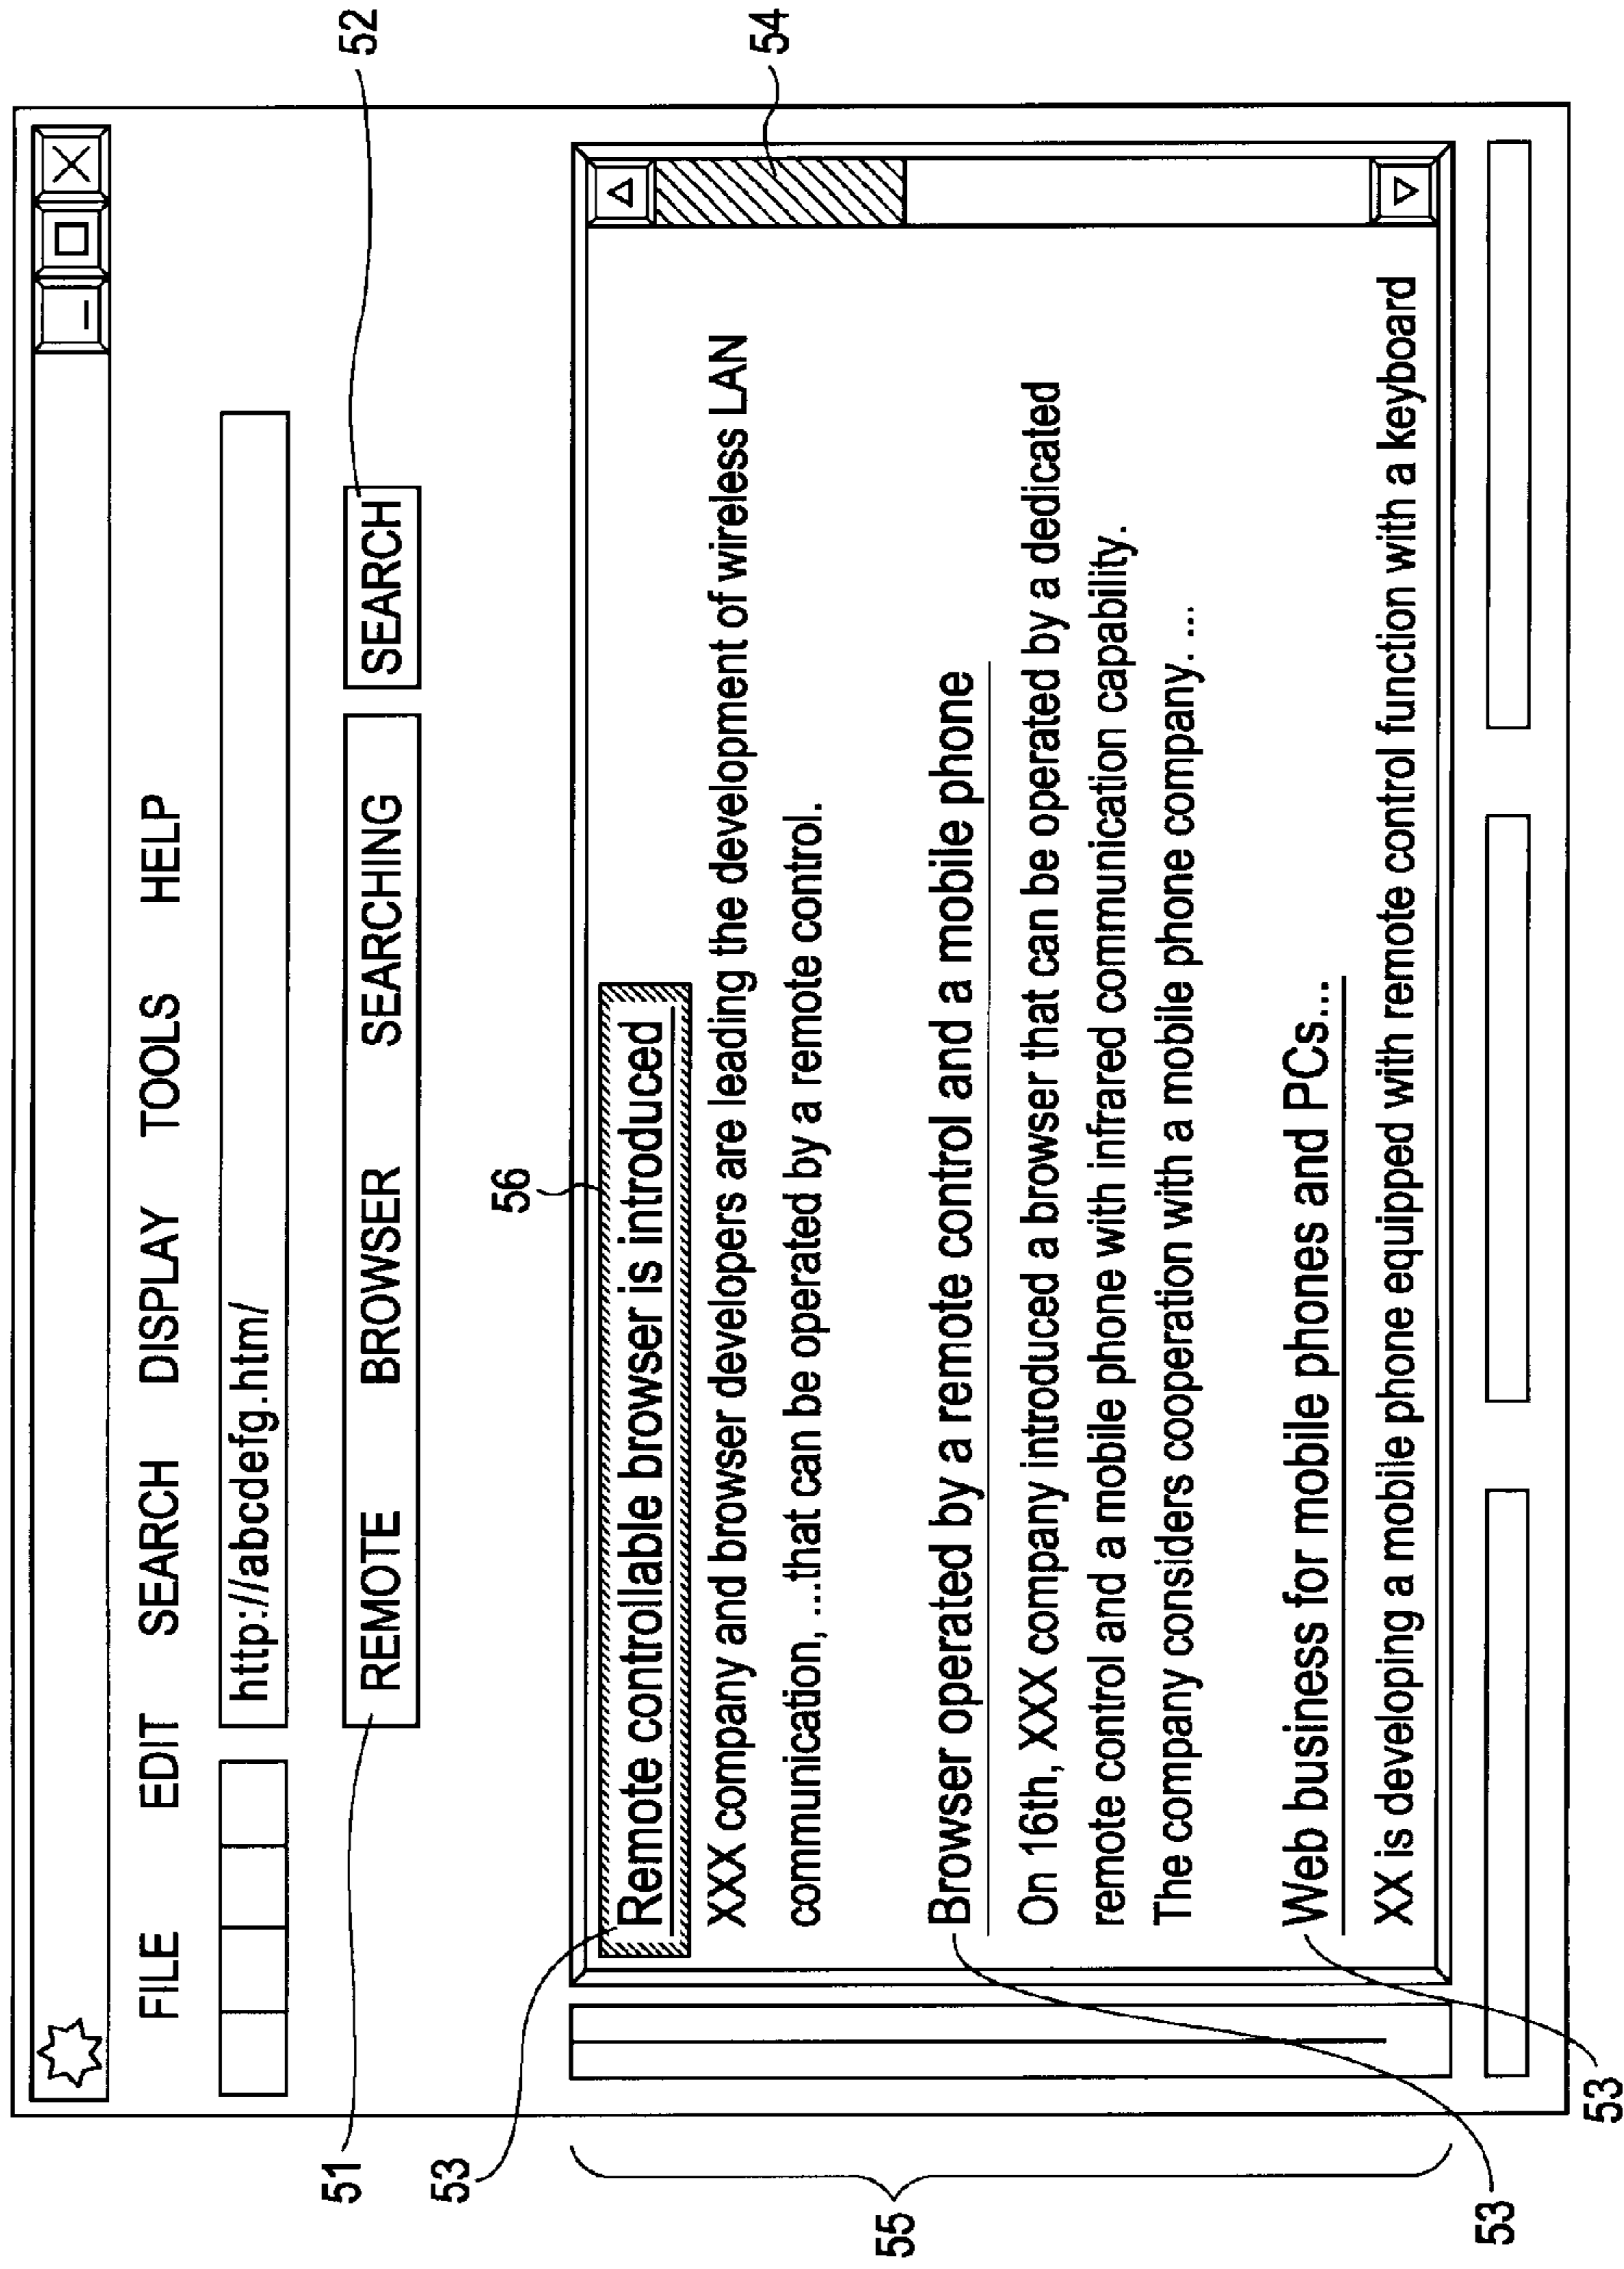 52
FILE EDIT SEARCH DISPLAY TOOLS HELP
http://abcdefg.htm/
51
REMOTE BROWSER SEARCHING
SEARCH
56
54
53
Remote controllable browser is introduced
XXX company and browser developers are leading the development of wireless LAN
communication, ...that can be operated by a remote control.
55
Browser operated by a remote control and a mobile phone
On 16th, XXX company introduced a browser that can be operated by a dedicated
remote control and a mobile phone with infrared communication capability.
The company considers cooperation with a mobile phone company. ...
Web business for mobile phones and PCs...
XX is developing a mobile phone equipped with remote control function with a keyboard
53
53